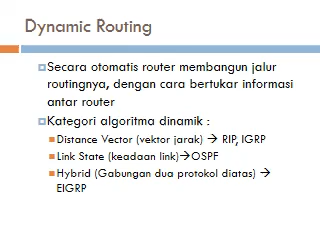 Dynamic Routing
Secara otomatis router membangun jalur
routingnya, dengan cara bertukar informasi
antar router
Kategori algoritma dinamik :
Distance Vector (vektor jarak) → RIP, IGRP
Link State (keadaan link)→OSPF
Hybrid (Gabungan dua protokol diatas) →
EIGRP